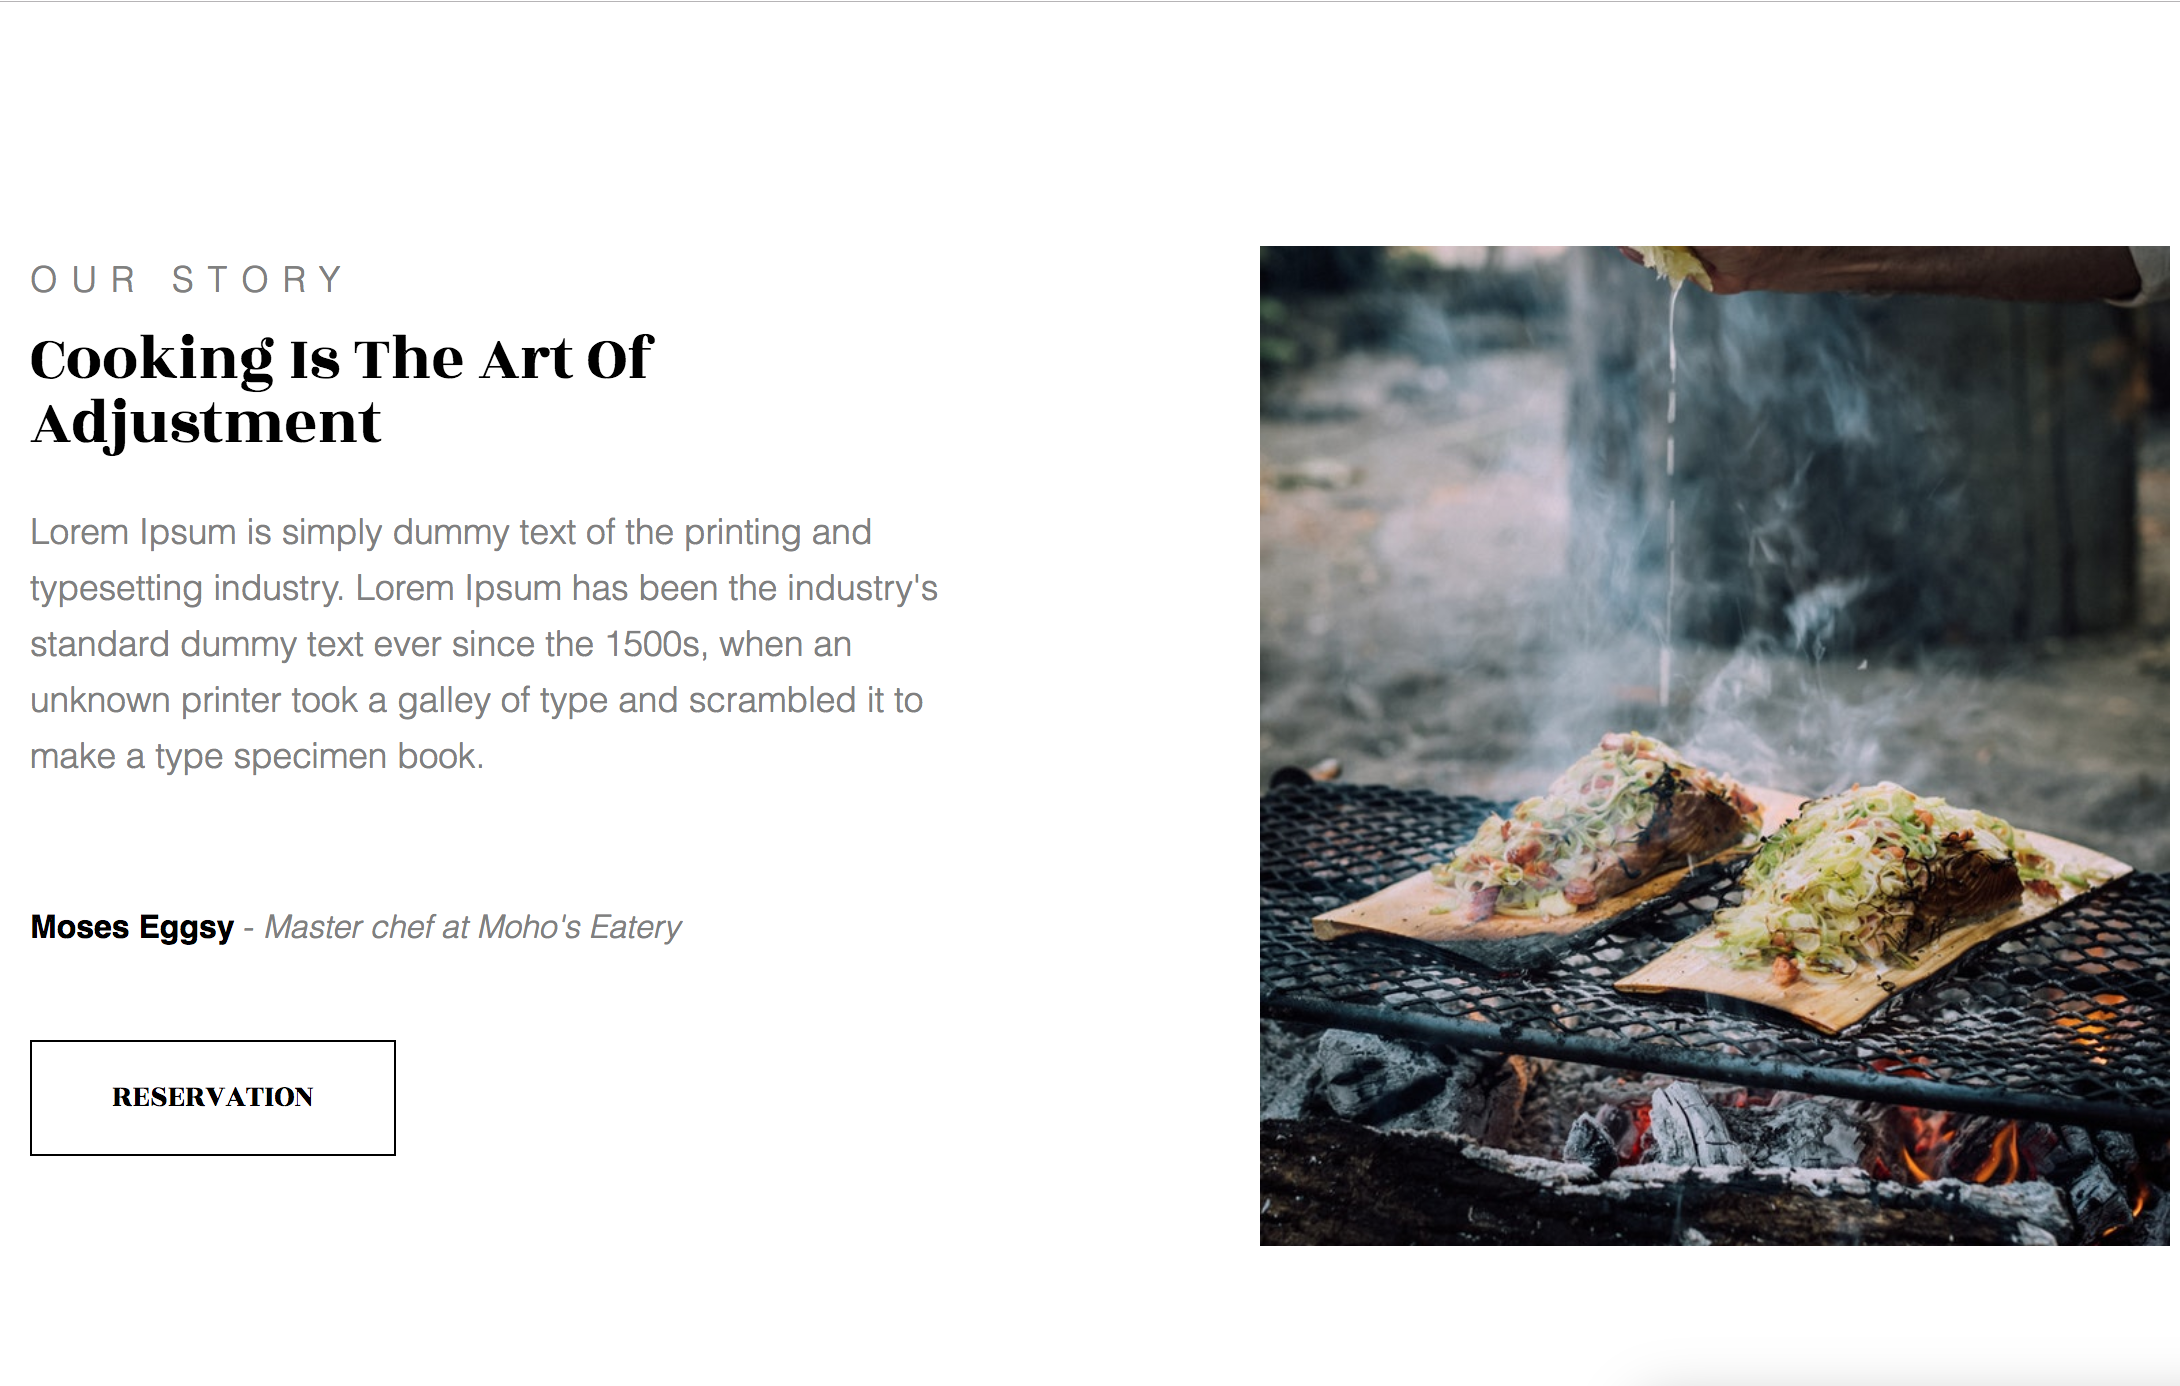 OUR STORY
Cooking Is The Art Of
Adjustment
Lorem Ipsum is simply dummy text of the printing and
typesetting industry. Lorem Ipsum has been the industry's
standard dummy text ever since the 1500s, when an
unknown printer took a galley of type and scrambled it to
make a type specimen book.
Moses Eggsy - Master chef at Moho's Eatery
RESERVATION